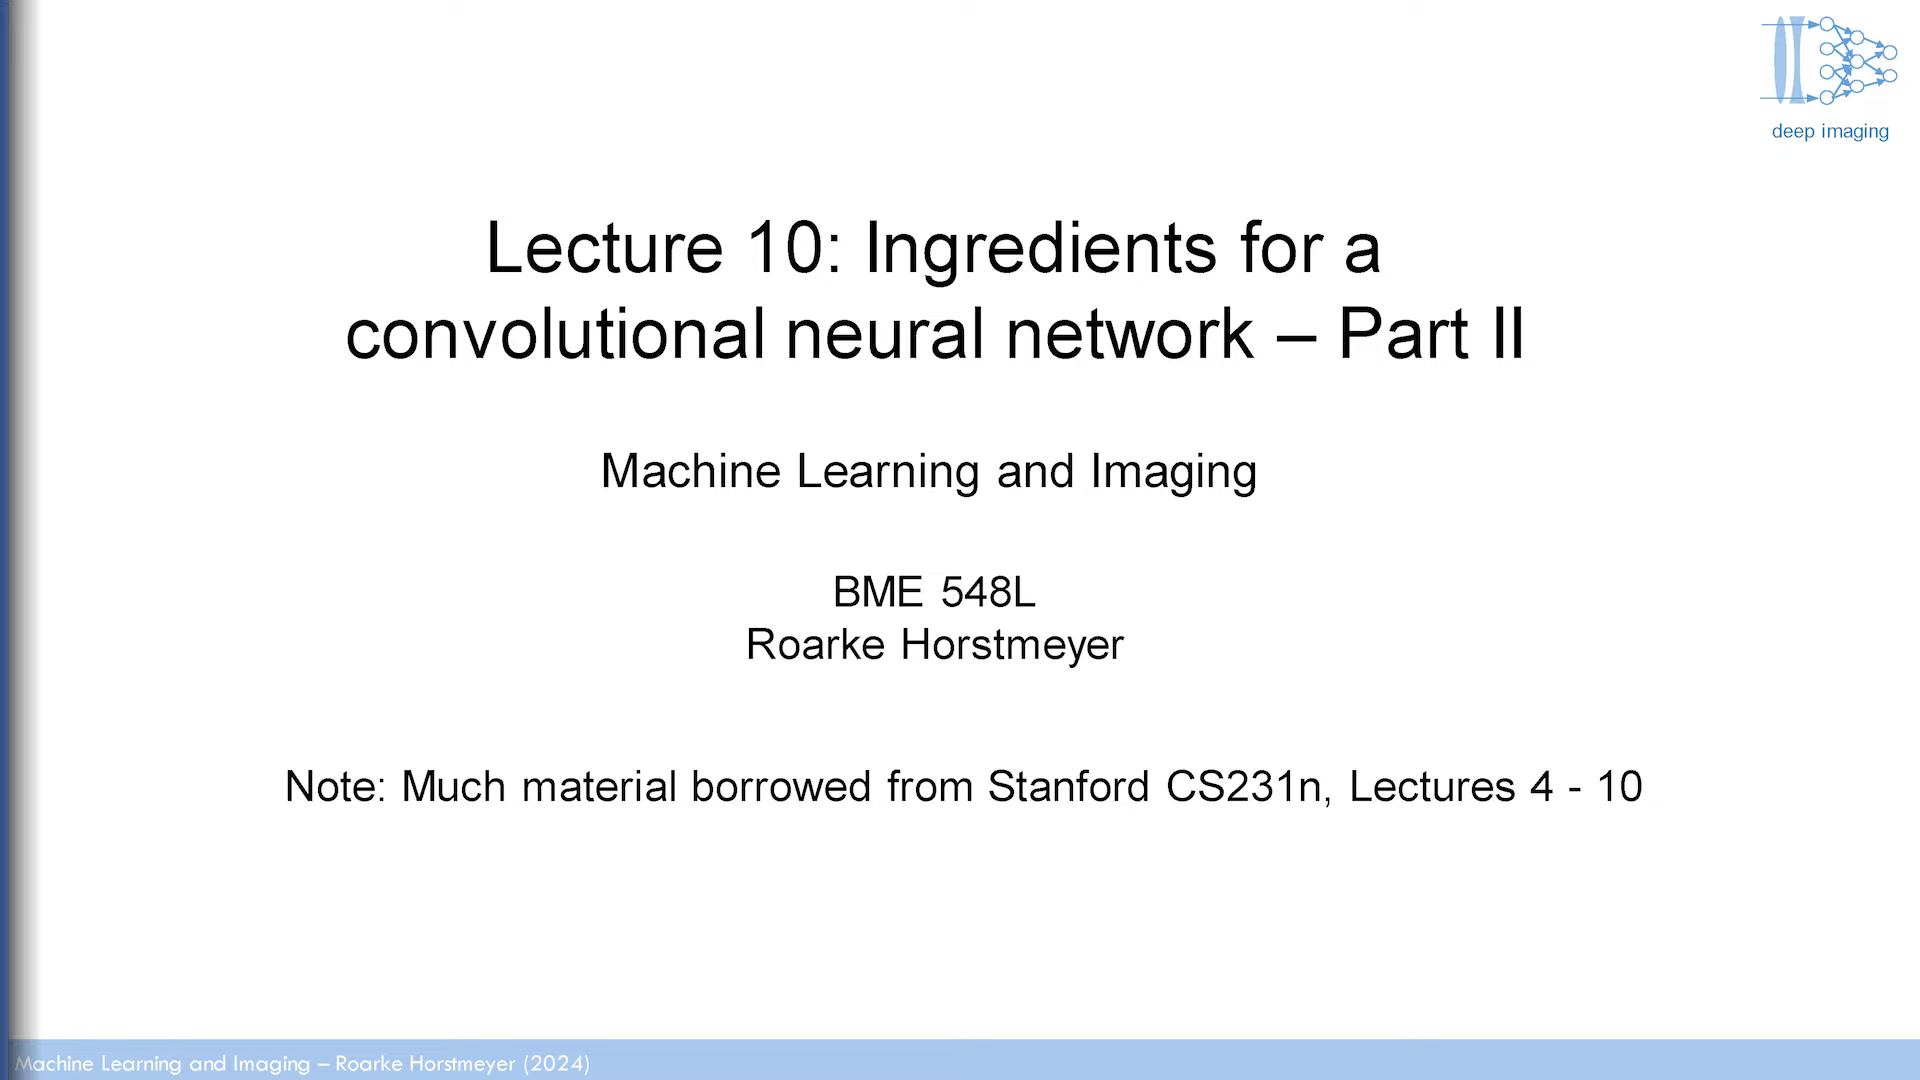 deep imaging
Lecture 10: Ingredients for a
convolutional neural network – Part II
Machine Learning and Imaging
BME 548L
Roarke Horstmeyer
Note: Much material borrowed from Stanford CS231n, Lectures 4 - 10
Machine Learning and Imaging – Roarke Horstmeyer (2024)